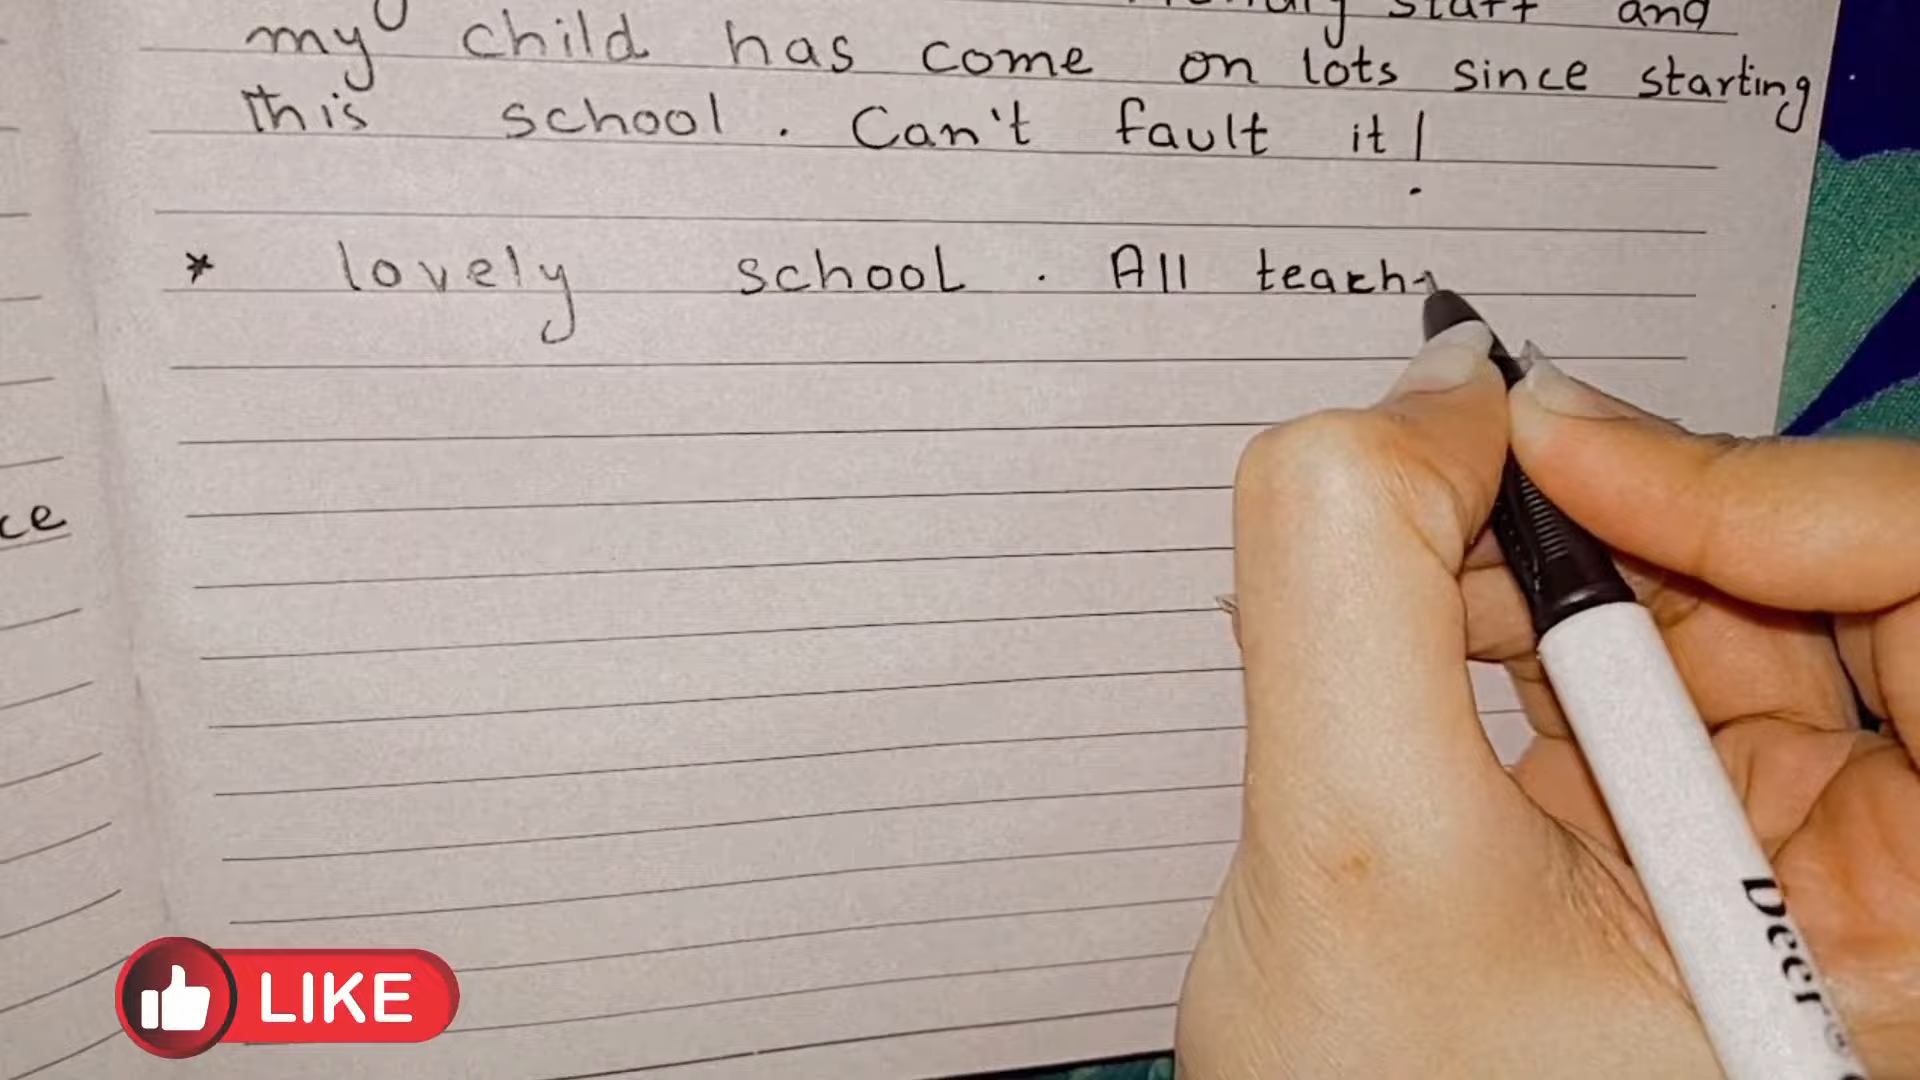 staff and
my child has come on lots since starting
this school. Can't fault it!
* lovely school. All teach
ce
Deer
LIKE